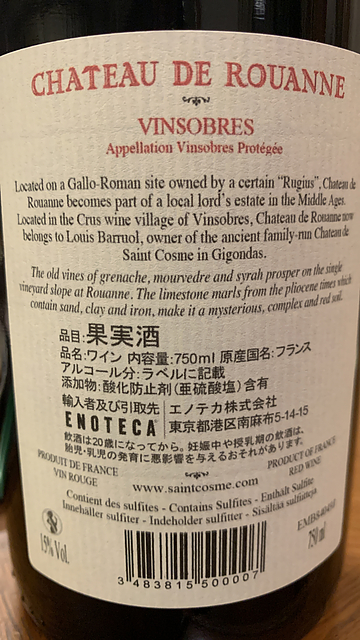 CHATEAU DE ROUANNE
VINSOBRES
Appellation Vinsobres Protégée
Located on a Gallo-Roman site owned by a certain "Rugius", Chateau de
Rouanne becomes part of a local lord's estate in the Middle Ages.
Located in the Crus wine village of Vinsobres, Chateau de Rouanne now
belongs to Louis Barruol, owner of the ancient family-run Chateau de
Saint Cosme in Gigondas.
The old vines of grenache, mourvedre and syrah prosper on the single
vineyard slope at Rouanne. The limestone marls from the pliocene times which
contain sand, clay and iron, make it a mysterious, complex and red soil.
品目:果実酒
品名:ワイン 内容量:750ml 原産国名:フランス
アルコール分:ラベルに記載
添加物:酸化防止剤(亜硫酸塩)含有
輸入者及び引取先 エノテカ株式会社
ENOTECA 東京都港区南麻布5-14-15
飲酒は20歳になってから。妊娠中や授乳期の飲酒は、
胎児・乳児の発育に悪影響を与えるおそれがあります。
PRODUIT DE FRANCE
VIN ROUGE
PRODUCT OF FRANCE
RED WINE
www.saintcosme.com
Contient des sulfites - Contains Sulfites - Enthält Sulfite
Innehåller sulfiter - Indeholder sulfitter - Sisältää sulfiittoja
15% Vol.
750 ml
3 483815 500007